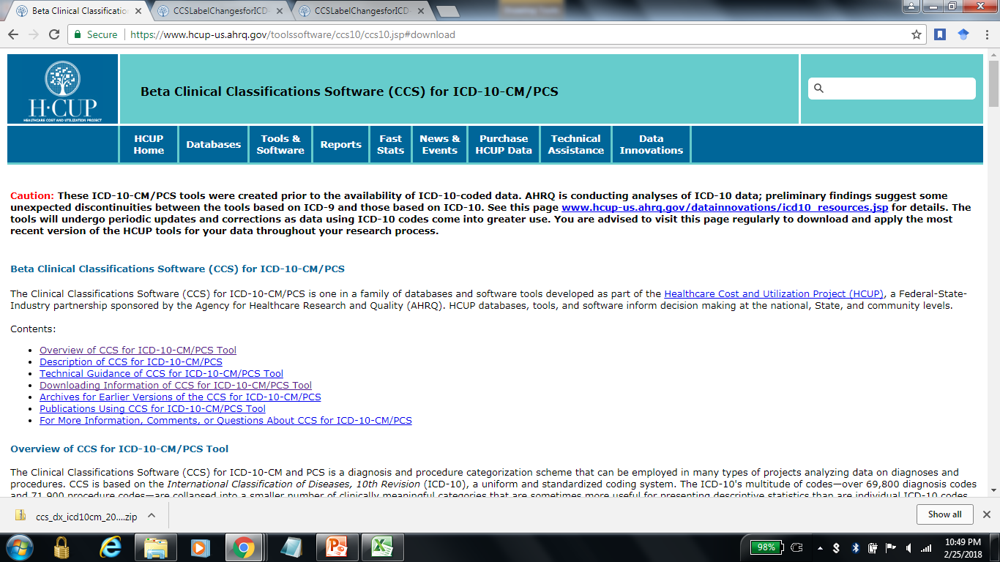 Beta Clinical Classificatio
CCSLabelChangesforICD-
CCSLabelChangesforICD-
Secure
https://www.hcup-us.ahrq.gov/toolssoftware/ccs10/ccs10.jsp#download
H·CUP
HEALTHCARE COST AND UTILIZATION PROJECT
Beta Clinical Classifications Software (CCS) for ICD-10-CM/PCS
HCUP Home
Databases
Tools & Software
Reports
Fast Stats
News & Events
Purchase HCUP Data
Technical Assistance
Data Innovations
Caution: These ICD-10-CM/PCS tools were created prior to the availability of ICD-10-coded data. AHRQ is conducting analyses of ICD-10 data; preliminary findings suggest some
unexpected discontinuities between the tools based on ICD-9 and those based on ICD-10. See this page www.hcup-us.ahrq.gov/datainnovations/icd10_resources.jsp for details. The
tools will undergo periodic updates and corrections as data using ICD-10 codes come into greater use. You are advised to visit this page regularly to download and apply the most
recent version of the HCUP tools for your data throughout your research process.
Beta Clinical Classifications Software (CCS) for ICD-10-CM/PCS
The Clinical Classifications Software (CCS) for ICD-10-CM/PCS is one in a family of databases and software tools developed as part of the Healthcare Cost and Utilization Project (HCUP), a Federal-State-
Industry partnership sponsored by the Agency for Healthcare Research and Quality (AHRQ). HCUP databases, tools, and software inform decision making at the national, State, and community levels.
Contents:
• Overview of CCS for ICD-10-CM/PCS Tool
• Description of CCS for ICD-10-CM/PCS
• Technical Guidance of CCS for ICD-10-CM/PCS Tool
• Downloading Information of CCS for ICD-10-CM/PCS Tool
• Archives for Earlier Versions of the CCS for ICD-10-CM/PCS
• Publications Using CCS for ICD-10-CM/PCS Tool
• For More Information, Comments, or Questions About CCS for ICD-10-CM/PCS
Overview of CCS for ICD-10-CM/PCS Tool
The Clinical Classifications Software (CCS) for ICD-10-CM and PCS is a diagnosis and procedure categorization scheme that can be employed in many types of projects analyzing data on diagnoses and
procedures. CCS is based on the International Classification of Diseases, 10th Revision (ICD-10), a uniform and standardized coding system. The ICD-10's multitude of codes—over 69,800 diagnosis codes
and 71,900 procedure codes—are collapsed into a smaller number of clinically meaningful categories that are sometimes more useful for presenting descriptive statistics than are individual ICD-10 codes.
ccs_dx_icd10cm_20....zip
Show all
98%
10:49 PM
2/25/2018